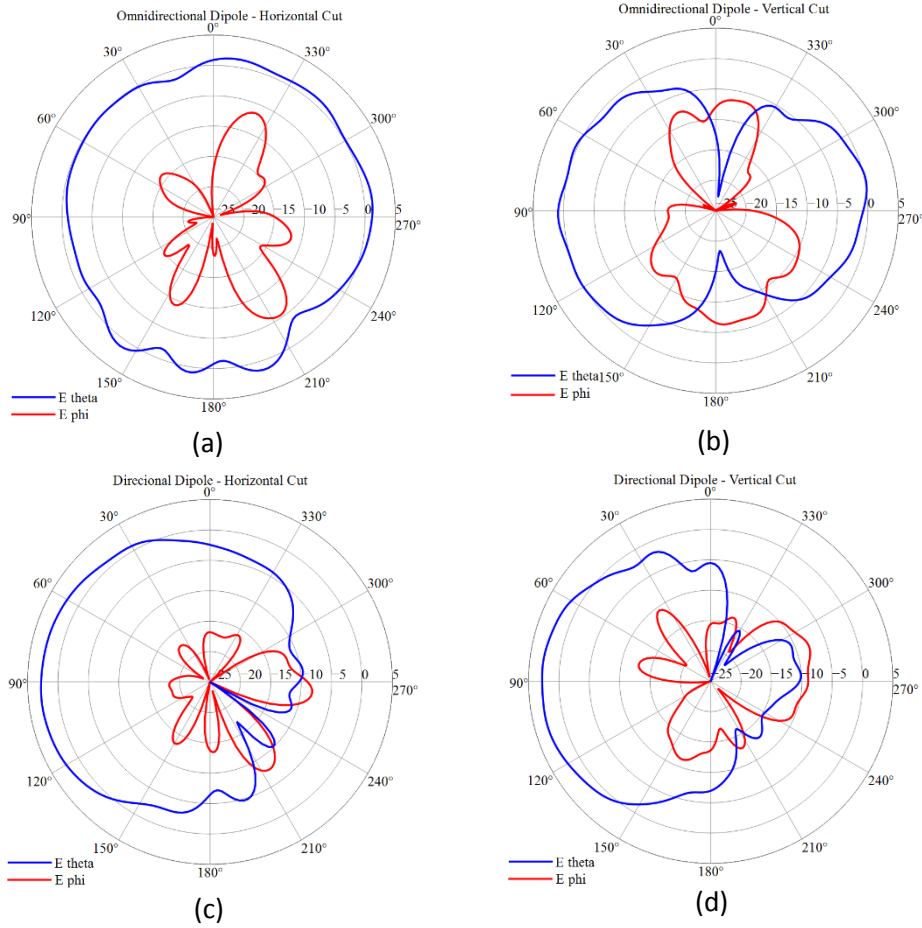 Omnidirectional Dipole - Horizontal Cut
0°
30° 330°
60° 300°
90° -25 -20 -15 -10 -5 0 5
270°
120° 240°
150° 210°
180°
E theta
E phi
(a)
Omnidirectional Dipole - Vertical Cut
0°
30° 330°
60° 300°
90° -25 -20 -15 -10 -5 0 5
270°
120° 240°
150° 210°
180°
E theta
E phi
(b)
Direcional Dipole - Horizontal Cut
0°
30° 330°
60° 300°
90° -25 -20 -15 -10 -5 0 5
270°
120° 240°
150° 210°
180°
E theta
E phi
(c)
Directional Dipole - Vertical Cut
0°
30° 330°
60° 300°
90° -25 -20 -15 -10 -5 0 5
270°
120° 240°
150° 210°
180°
E theta
E phi
(d)